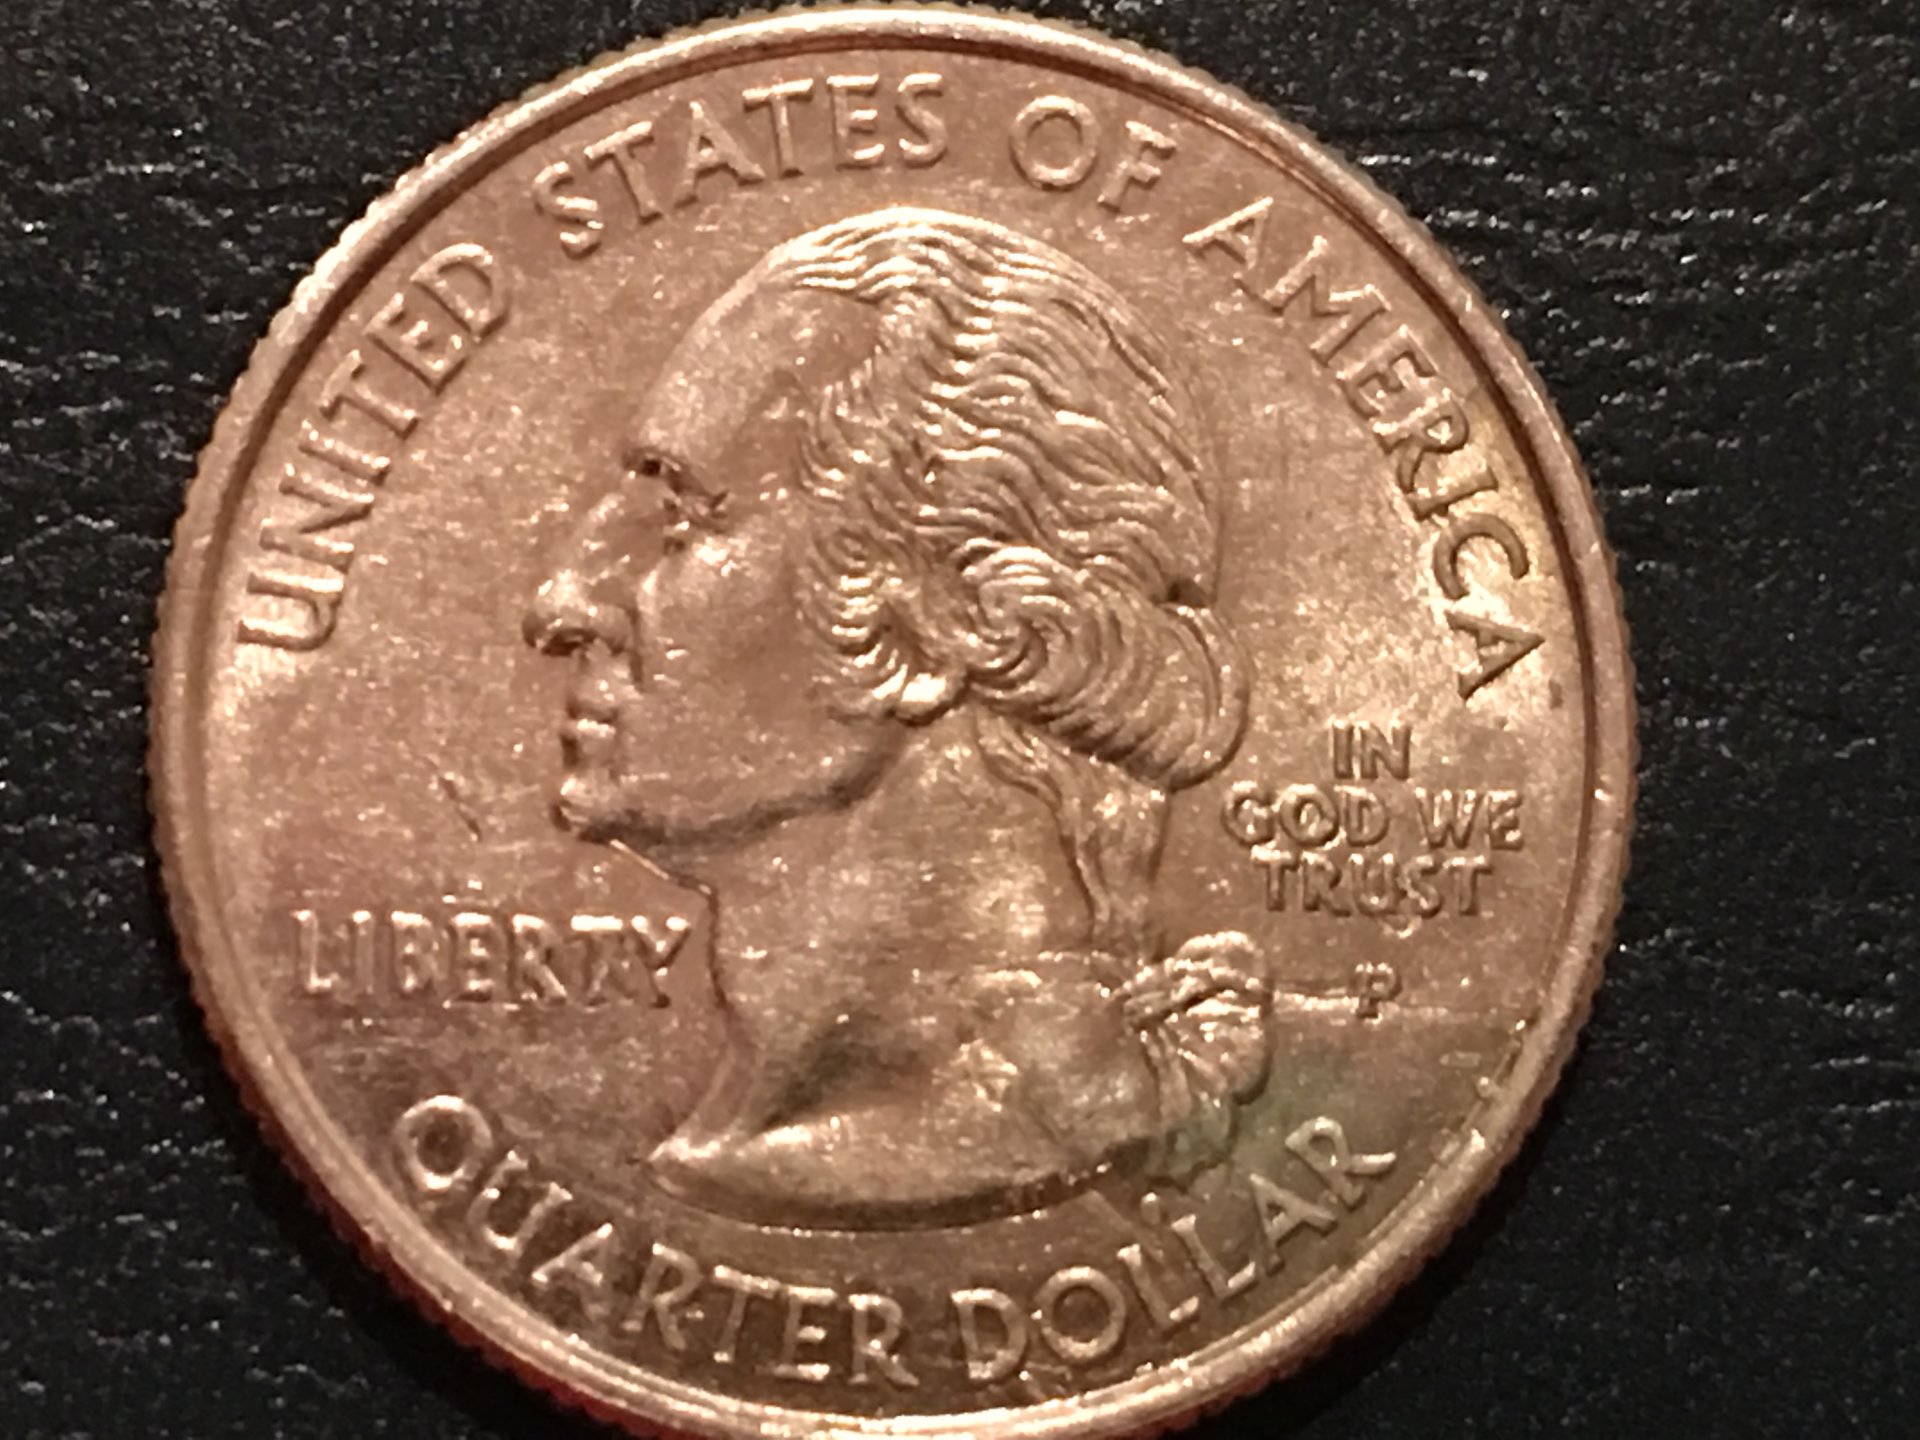 UNITED STATES OF AMERICA
IN
GOD WE
TRUST
LIBERTY
P
QUARTER DOLLAR